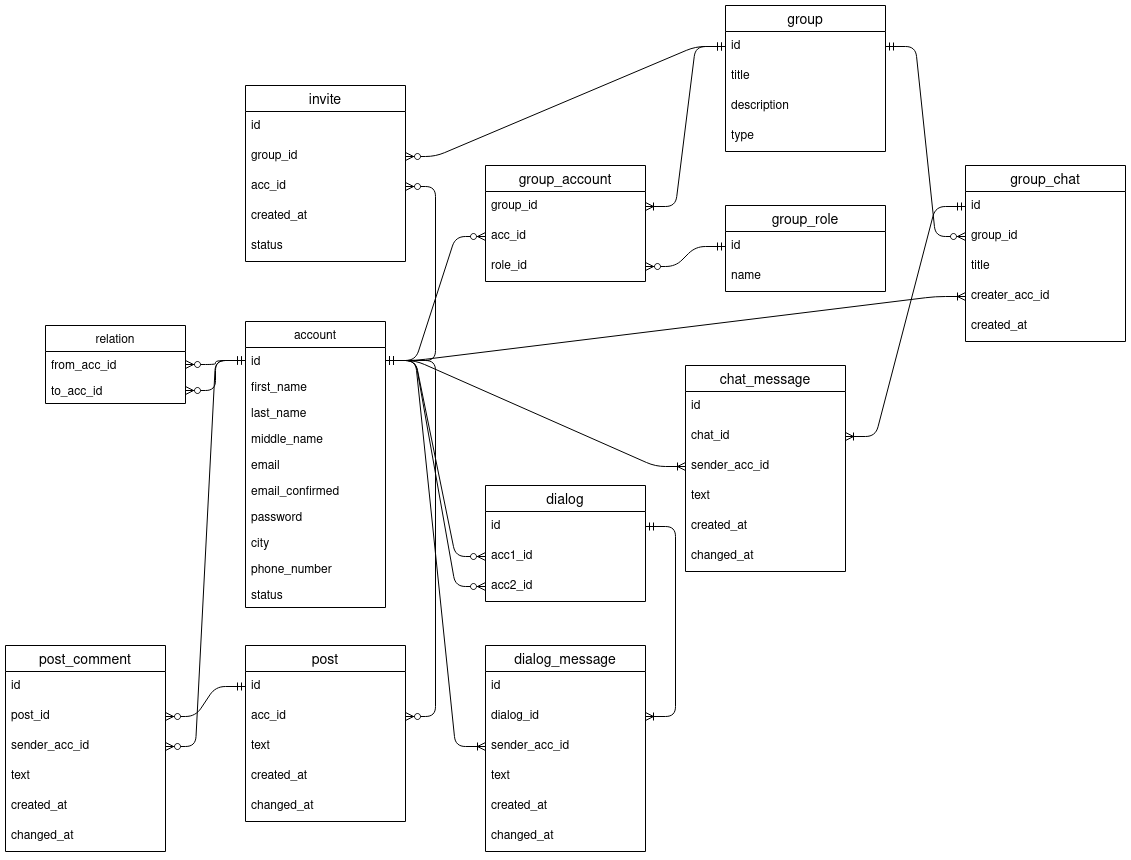 group
id
title
description
type
invite
id
group_id
acc_id
created_at
status
group_account
group_id
acc_id
role_id
group_role
id
name
group_chat
id
group_id
title
creater_acc_id
created_at
relation
from_acc_id
to_acc_id
account
id
first_name
last_name
middle_name
email
email_confirmed
password
city
phone_number
status
chat_message
id
chat_id
sender_acc_id
text
created_at
changed_at
dialog
id
acc1_id
acc2_id
post_comment
id
post_id
sender_acc_id
text
created_at
changed_at
post
id
acc_id
text
created_at
changed_at
dialog_message
id
dialog_id
sender_acc_id
text
created_at
changed_at